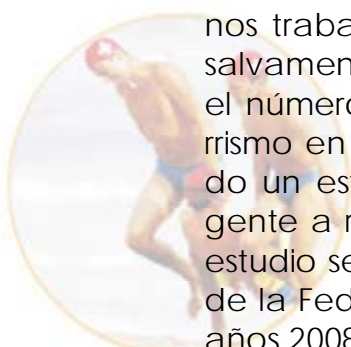 nos traba
salvamen
el número
rrismo en
do un est
gente a r
estudio se
de la Fed
años 2008